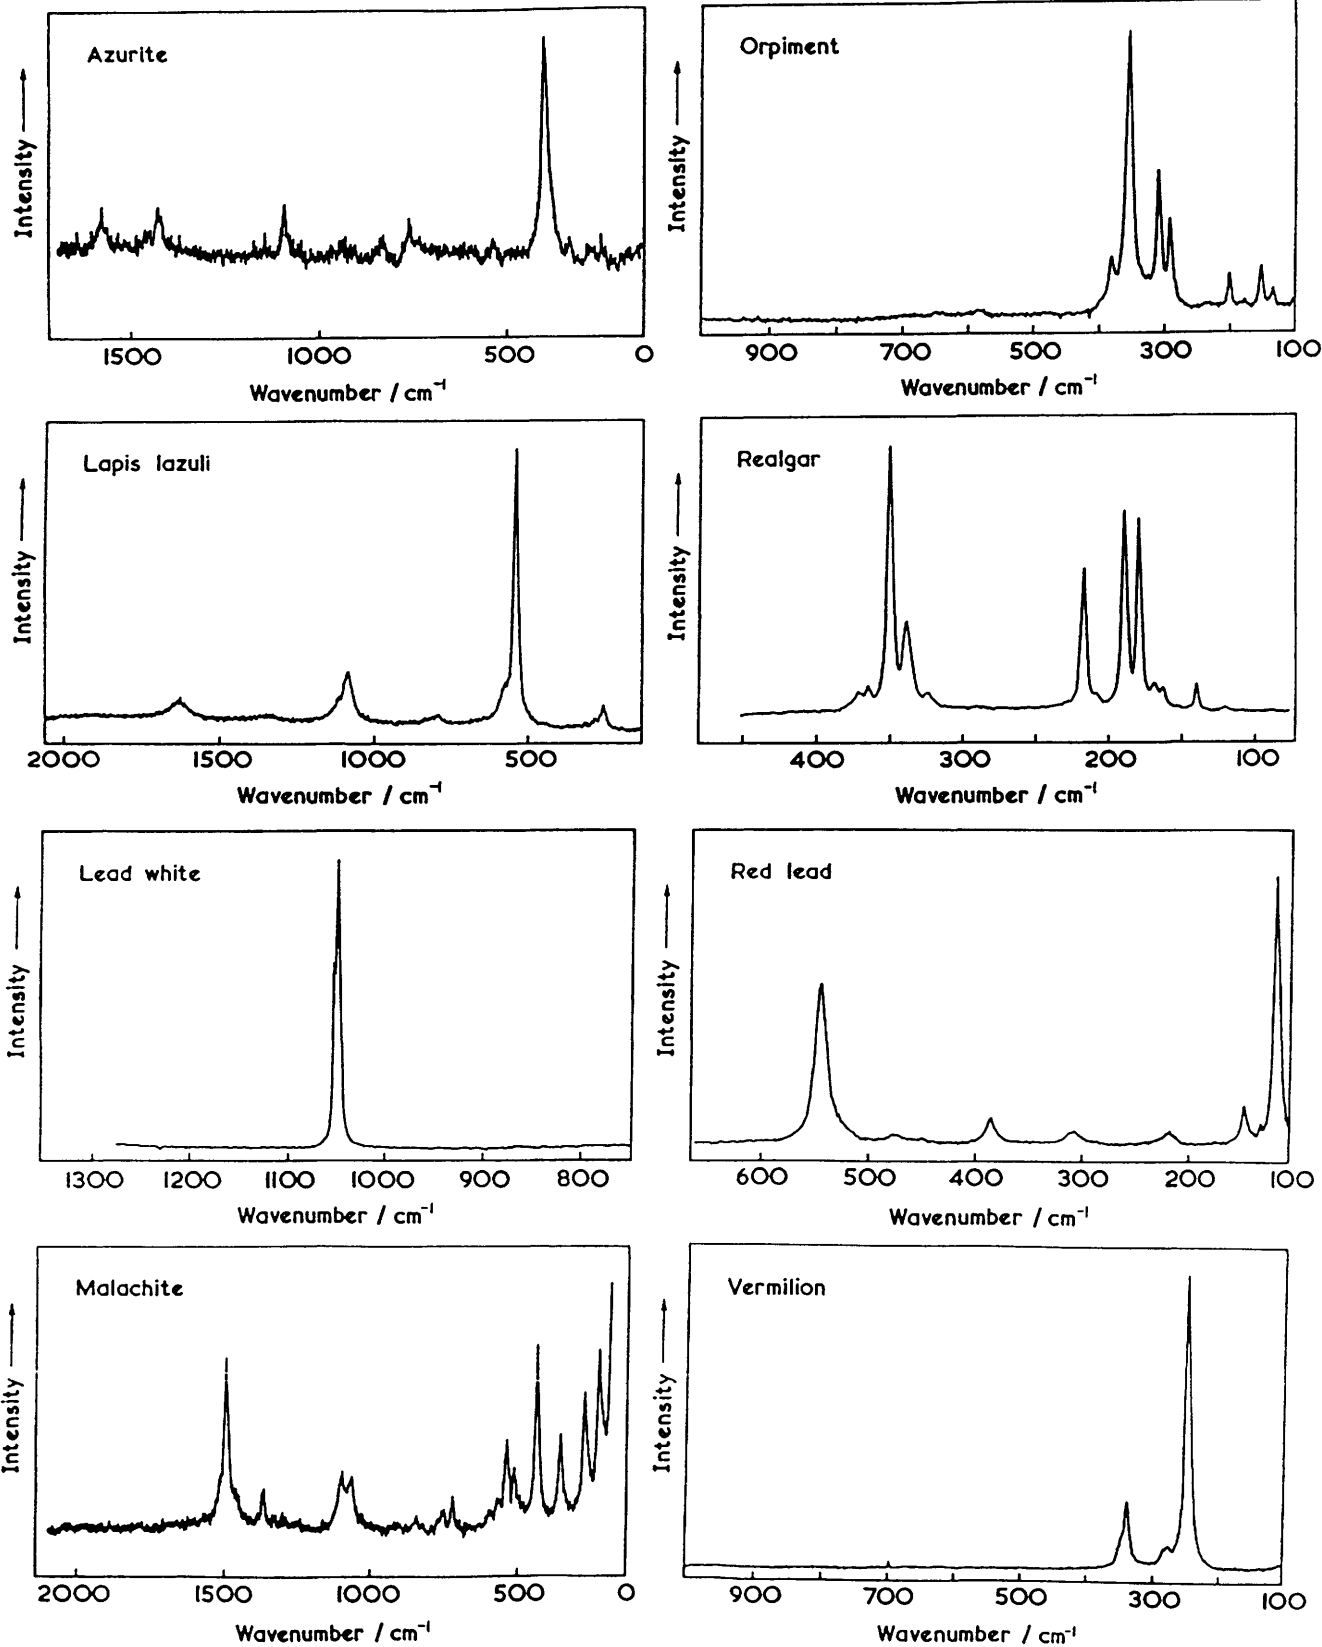 Azurite
Intensity
1500 1000 500 0
Wavenumber / cm⁻¹
Orpiment
Intensity
900 700 500 300 100
Wavenumber / cm⁻¹
Lapis lazuli
Intensity
2000 1500 1000 500
Wavenumber / cm⁻¹
Realgar
Intensity
400 300 200 100
Wavenumber / cm⁻¹
Lead white
Intensity
1300 1200 1100 1000 900 800
Wavenumber / cm⁻¹
Red lead
Intensity
600 500 400 300 200 100
Wavenumber / cm⁻¹
Malachite
Intensity
2000 1500 1000 500 0
Wavenumber / cm⁻¹
Vermilion
Intensity
900 700 500 300 100
Wavenumber / cm⁻¹